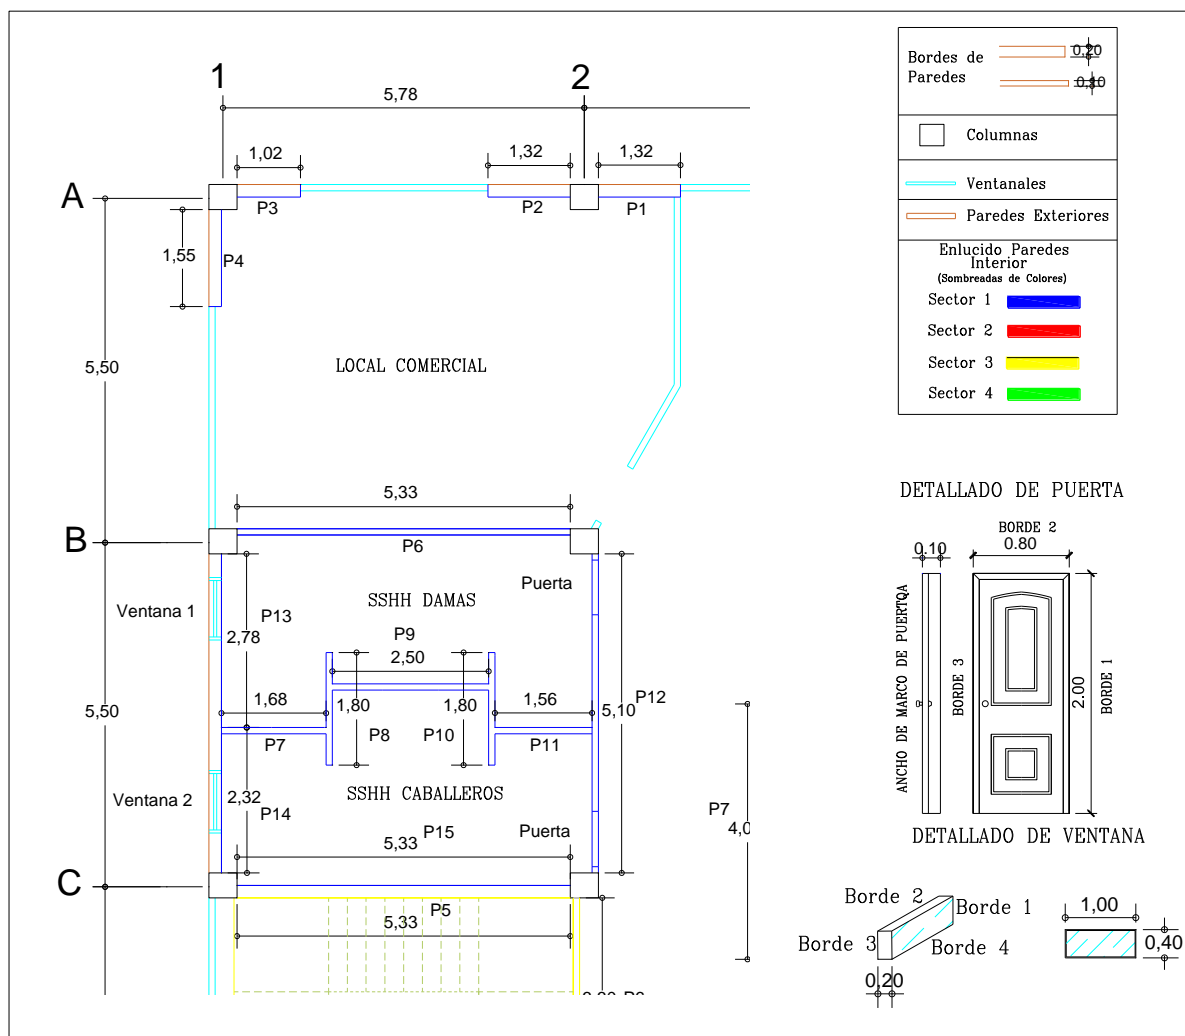 1
2
5,78
1,02
1,32
1,32
A
P3
P2
P1
1,55
P4
5,50
LOCAL COMERCIAL
5,33
B
P6
Puerta
Ventana 1
SSHH DAMAS
P13
2,78
P9
2,50
1,68
1,80
1,80
1,56
P12
5,10
5,50
P7
P8
P10
P11
Ventana 2
2,32
P14
SSHH CABALLEROS
P15
Puerta
5,33
P7
C
P5
5,33
Bordes de
Paredes
0,20
Columnas
Ventanales
Paredes Exteriores
Enlucido Paredes
Interior
(Sombreadas de Colores)
Sector 1
Sector 2
Sector 3
Sector 4
DETALLADO DE PUERTA
BORDE 2
0.10
0.80
ANCHO DE MARCO DE PUERTQA
BORDE 3
2.00
BORDE 1
DETALLADO DE VENTANA
Borde 2
Borde 1
Borde 3
Borde 4
0,20
1,00
0,40